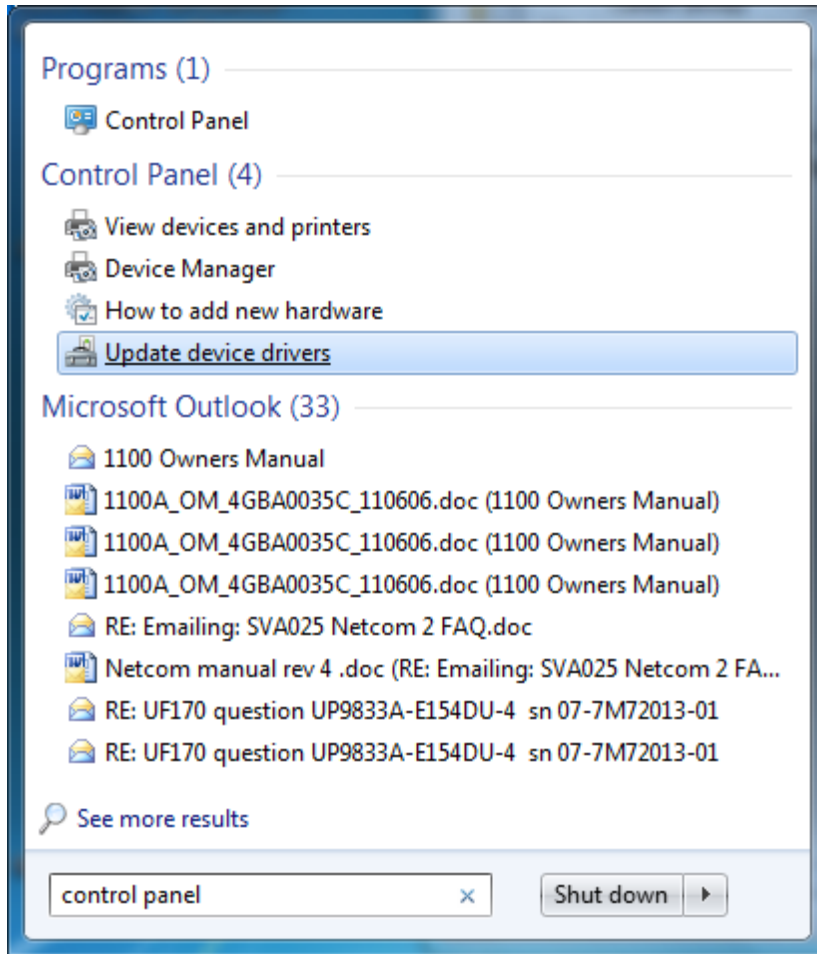 Programs (1)
Control Panel
Control Panel (4)
View devices and printers
Device Manager
How to add new hardware
Update device drivers
Microsoft Outlook (33)
1100 Owners Manual
1100A_OM_4GBA0035C_110606.doc (1100 Owners Manual)
1100A_OM_4GBA0035C_110606.doc (1100 Owners Manual)
1100A_OM_4GBA0035C_110606.doc (1100 Owners Manual)
RE: Emailing: SVA025 Netcom 2 FAQ.doc
Netcom manual rev 4 .doc (RE: Emailing: SVA025 Netcom 2 FA...
RE: UF170 question UP9833A-E154DU-4  sn 07-7M72013-01
RE: UF170 question UP9833A-E154DU-4  sn 07-7M72013-01
See more results
control panel Shut down